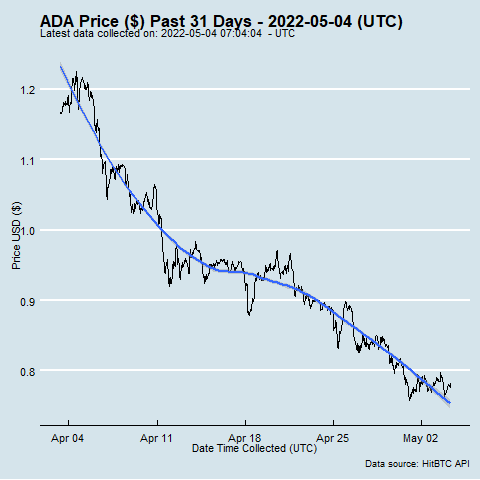 ADA Price ($) Past 31 Days - 2022-05-04 (UTC)
Latest data collected on: 2022-05-04 07:04:04  - UTC
1.2
1.1
1.0
0.9
0.8
Price USD ($)
Apr 04
Apr 11
Apr 18
Apr 25
May 02
Date Time Collected (UTC)
Data source: HitBTC API